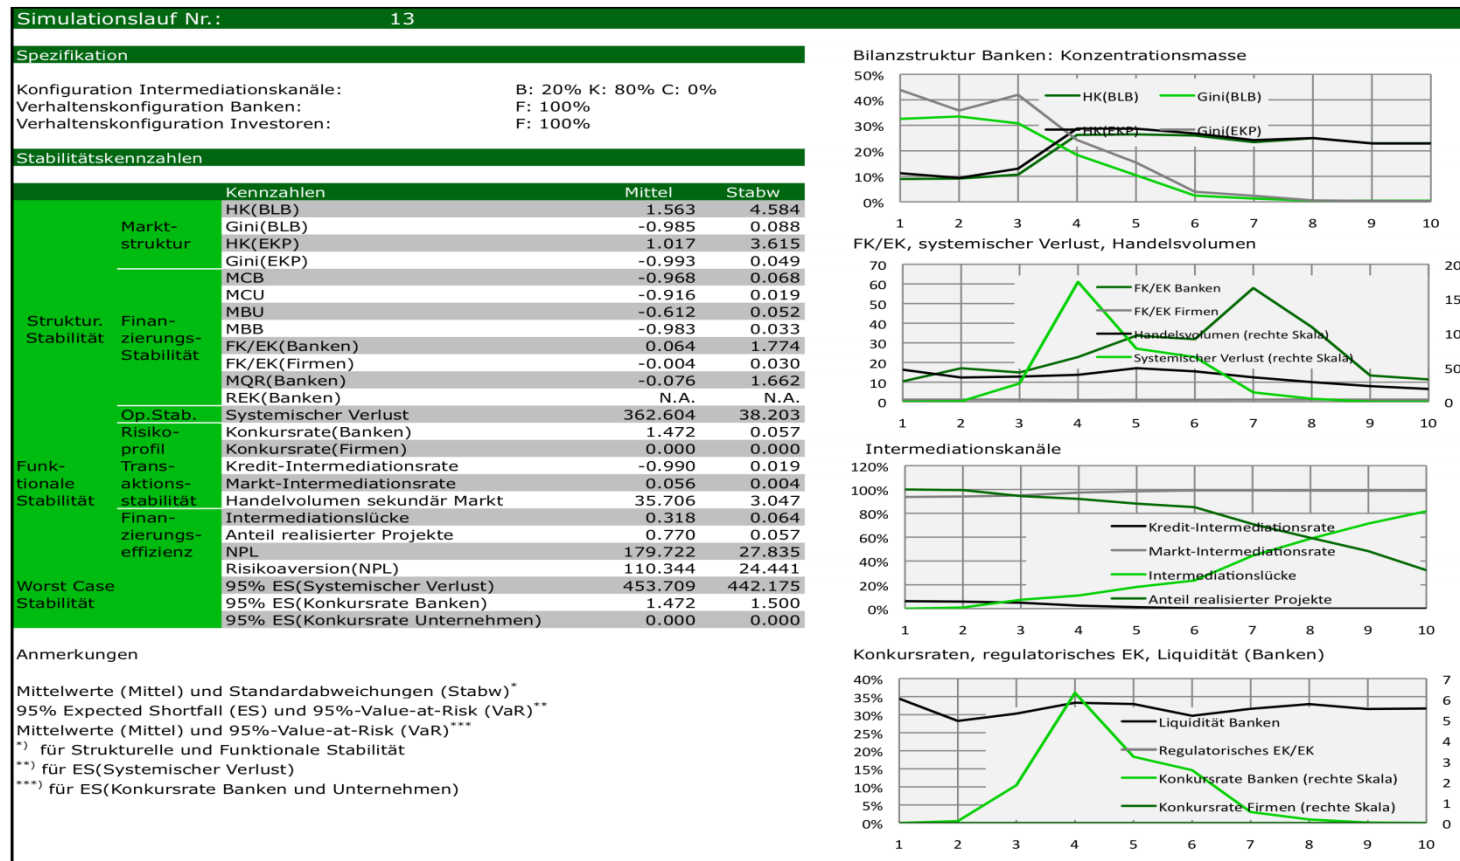 Simulationslauf Nr.: 13
Spezifikation
Konfiguration Intermediationskanäle: B: 20% K: 80% C: 0%
Verhaltenskonfiguration Banken: F: 100%
Verhaltenskonfiguration Investoren: F: 100%
Stabilitätskennzahlen
Kennzahlen Mittel Stabw
HK(BLB) 1.563 4.584
Markt- Gini(BLB) -0.985 0.088
struktur HK(EKP) 1.017 3.615
Gini(EKP) -0.993 0.049
MCB -0.968 0.068
MCU -0.916 0.019
MBU -0.612 0.052
Struktur. Finan- MBB -0.983 0.033
Stabilität zierungs- FK/EK(Banken) 0.064 1.774
Stabilität FK/EK(Firmen) -0.004 0.030
MQR(Banken) -0.076 1.662
REK(Banken) N.A. N.A.
Op.Stab. Systemischer Verlust 362.604 38.203
Risiko- Konkursrate(Banken) 1.472 0.057
profil Konkursrate(Firmen) 0.000 0.000
Funk- Trans- Kredit-Intermediationsrate -0.990 0.019
tionale aktions- Markt-Intermediationsrate 0.056 0.004
Stabilität stabilität Handelvolumen sekundär Markt 35.706 3.047
Finan- Intermediationslücke 0.318 0.064
zierungs- Anteil realisierter Projekte 0.770 0.057
effizienz NPL 179.722 27.835
Risikoaversion(NPL) 110.344 24.441
Worst Case 95% ES(Systemischer Verlust) 453.709 442.175
Stabilität 95% ES(Konkursrate Banken) 1.472 1.500
95% ES(Konkursrate Unternehmen) 0.000 0.000
Anmerkungen
Mittelwerte (Mittel) und Standardabweichungen (Stabw)*
95% Expected Shortfall (ES) und 95%-Value-at-Risk (VaR)**
Mittelwerte (Mittel) und 95%-Value-at-Risk (VaR)***
*) für Strukturelle und Funktionale Stabilität
**) für ES(Systemischer Verlust)
***) für ES(Konkursrate Banken und Unternehmen)
Bilanzstruktur Banken: Konzentrationsmasse
50%
40%
30%
20%
10%
0%
HK(BLB) Gini(BLB)
HK(EKP) Gini(EKP)
1 2 3 4 5 6 7 8 9 10
FK/EK, systemischer Verlust, Handelsvolumen
70
60
50
40
30
20
10
0
FK/EK Banken
FK/EK Firmen
Handelsvolumen (rechte Skala)
Systemischer Verlust (rechte Skala)
20
15
10
50
0
1 2 3 4 5 6 7 8 9 10
Intermediationskanäle
120%
100%
80%
60%
40%
20%
0%
Kredit-Intermediationsrate
Markt-Intermediationsrate
Intermediationslücke
Anteil realisierter Projekte
1 2 3 4 5 6 7 8 9 10
Konkursraten, regulatorisches EK, Liquidität (Banken)
40%
35%
30%
25%
20%
15%
10%
5%
0%
Liquidität Banken
Regulatorisches EK/EK
Konkursrate Banken (rechte Skala)
Konkursrate Firmen (rechte Skala)
7
6
5
4
3
2
1
0
1 2 3 4 5 6 7 8 9 10